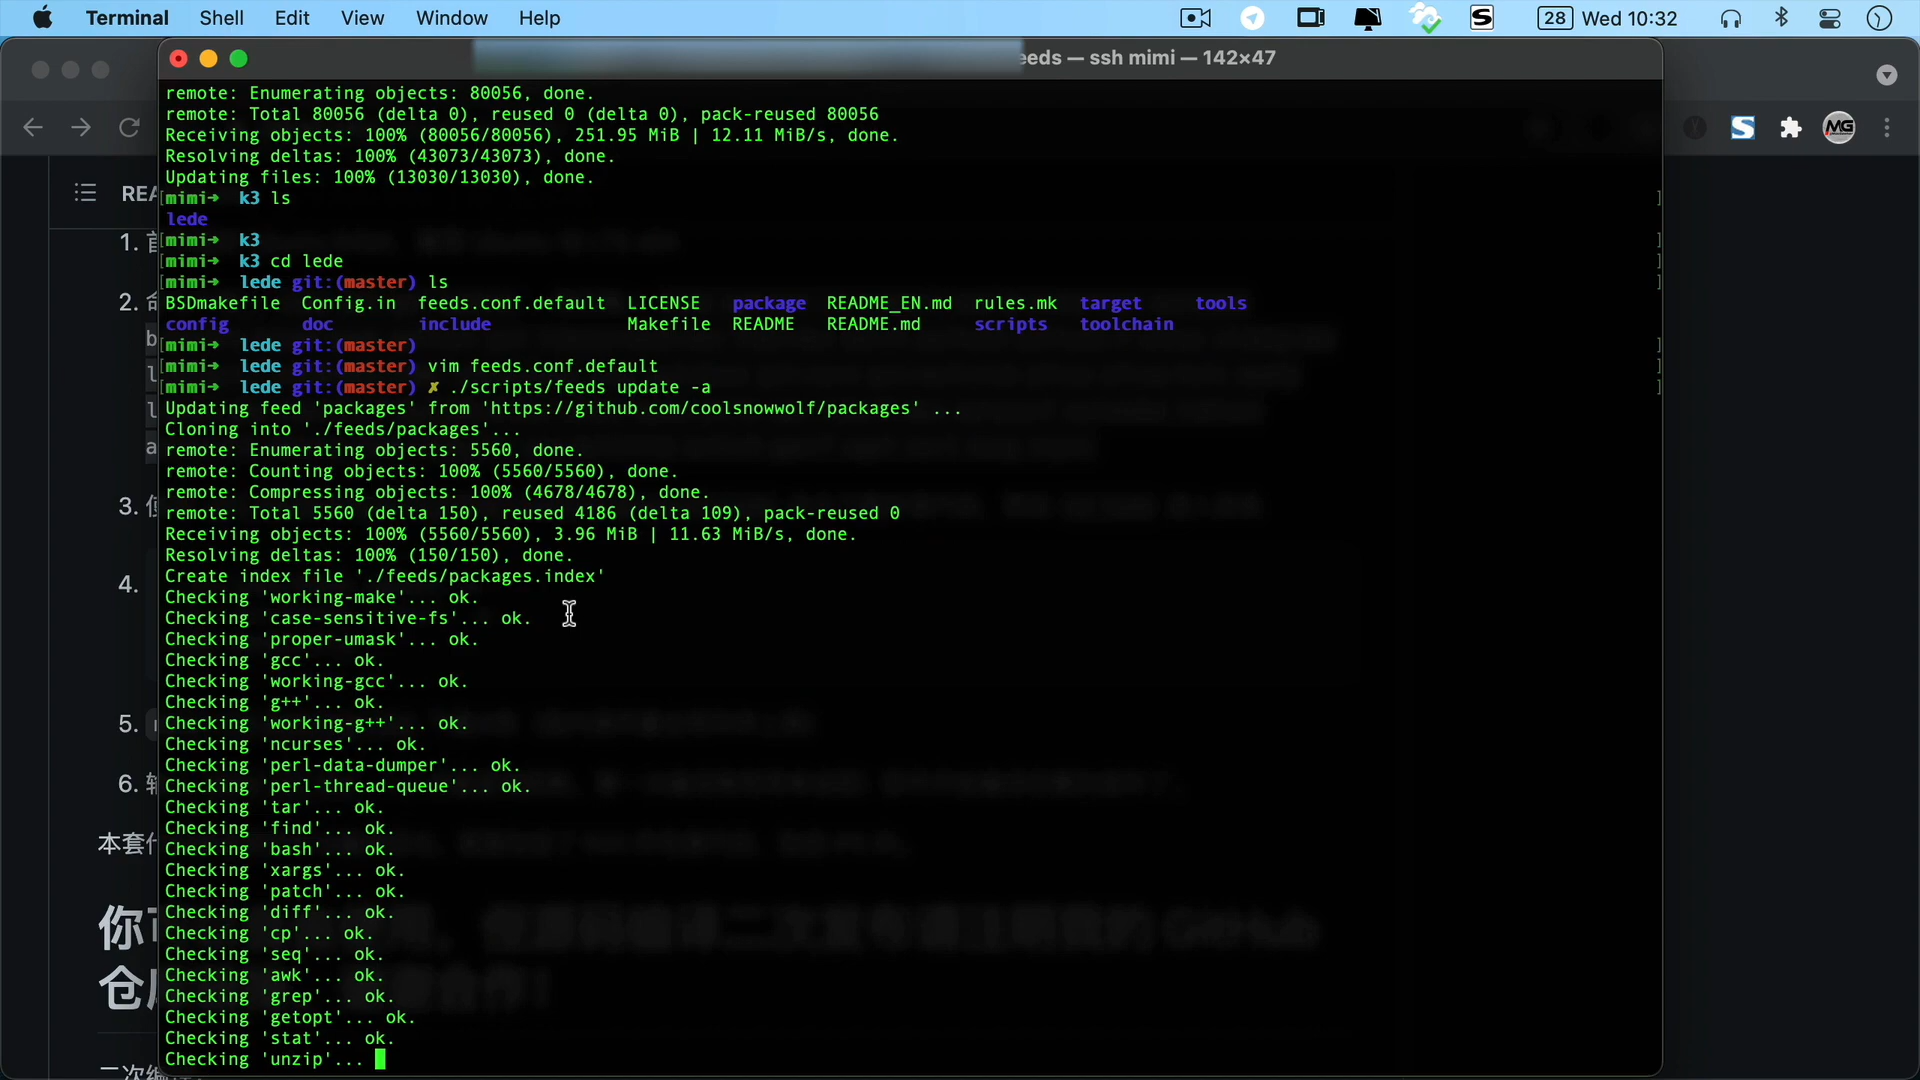 Terminal Shell Edit View Window Help 28 Wed 10:32
eeds — ssh mimi — 142×47
remote: Enumerating objects: 80056, done.
remote: Total 80056 (delta 0), reused 0 (delta 0), pack-reused 80056
Receiving objects: 100% (80056/80056), 251.95 MiB | 12.11 MiB/s, done.
Resolving deltas: 100% (43073/43073), done.
Updating files: 100% (13030/13030), done.
[mimi→ k3 ls ]
lede
[mimi→ k3 ]
[mimi→ k3 cd lede ]
[mimi→ lede git:(master) ls ]
BSDmakefile Config.in feeds.conf.default LICENSE package README_EN.md rules.mk target tools
config doc include Makefile README README.md scripts toolchain
[mimi→ lede git:(master) ]
[mimi→ lede git:(master) vim feeds.conf.default ]
[mimi→ lede git:(master) ✗ ./scripts/feeds update -a ]
Updating feed 'packages' from 'https://github.com/coolsnowwolf/packages' ...
Cloning into './feeds/packages'...
remote: Enumerating objects: 5560, done.
remote: Counting objects: 100% (5560/5560), done.
remote: Compressing objects: 100% (4678/4678), done.
remote: Total 5560 (delta 150), reused 4186 (delta 109), pack-reused 0
Receiving objects: 100% (5560/5560), 3.96 MiB | 11.63 MiB/s, done.
Resolving deltas: 100% (150/150), done.
Create index file './feeds/packages.index'
Checking 'working-make'... ok.
Checking 'case-sensitive-fs'... ok.
Checking 'proper-umask'... ok.
Checking 'gcc'... ok.
Checking 'working-gcc'... ok.
Checking 'g++'... ok.
Checking 'working-g++'... ok.
Checking 'ncurses'... ok.
Checking 'perl-data-dumper'... ok.
Checking 'perl-thread-queue'... ok.
Checking 'tar'... ok.
Checking 'find'... ok.
Checking 'bash'... ok.
Checking 'xargs'... ok.
Checking 'patch'... ok.
Checking 'diff'... ok.
Checking 'cp'... ok.
Checking 'seq'... ok.
Checking 'awk'... ok.
Checking 'grep'... ok.
Checking 'getopt'... ok.
Checking 'stat'... ok.
Checking 'unzip'...
MG
REA
1.
2.
b
l
l
a
3.
4.
5.
6.
本套
你
仓